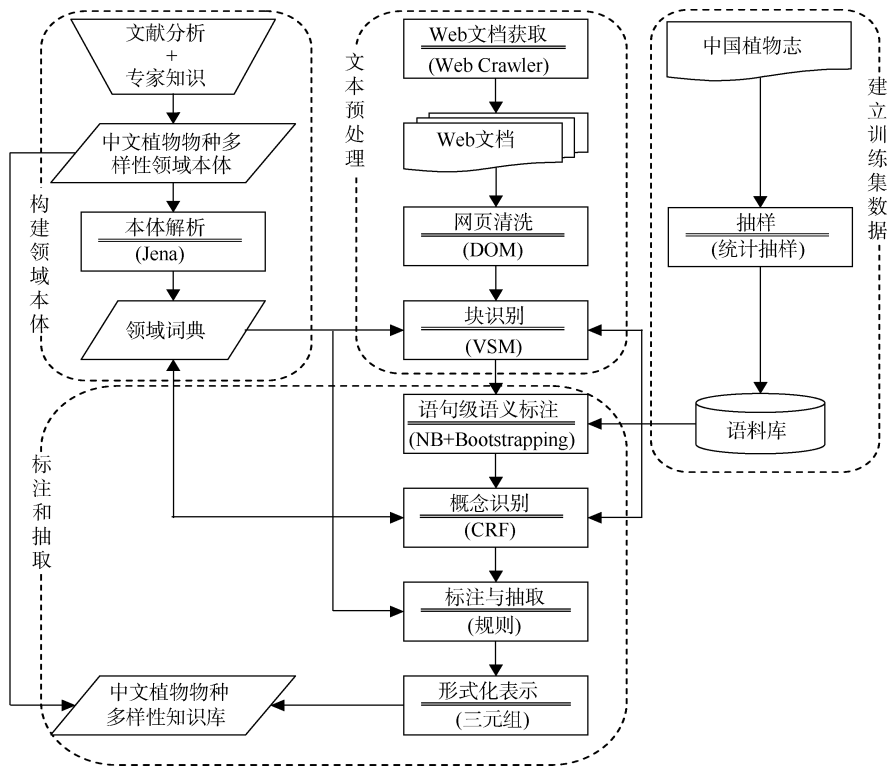 文献分析
+
专家知识
中文植物物种多
样性领域本体
本体解析
(Jena)
领域词典
构建领域本体
Web文档获取
(Web Crawler)
Web文档
网页清洗
(DOM)
块识别
(VSM)
文本预处理
中国植物志
抽样
(统计抽样)
语料库
建立训练集数据
语句级语义标注
(NB+Bootstrapping)
概念识别
(CRF)
标注与抽取
(规则)
形式化表示
(三元组)
中文植物物种
多样性知识库
标注和抽取